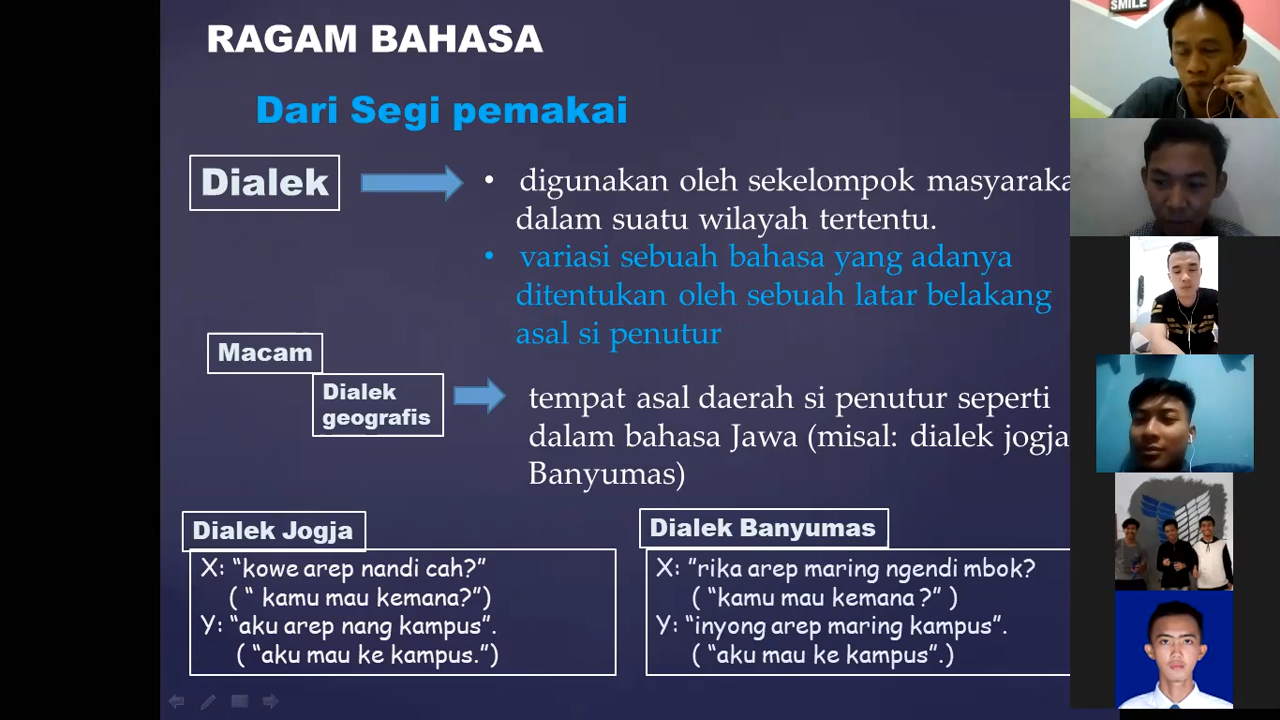 RAGAM BAHASA
Dari Segi pemakai
Dialek
• digunakan oleh sekelompok masyaraka
dalam suatu wilayah tertentu.
• variasi sebuah bahasa yang adanya
ditentukan oleh sebuah latar belakang
asal si penutur
Macam
Dialek
geografis
tempat asal daerah si penutur seperti
dalam bahasa Jawa (misal: dialek jogja
Banyumas)
Dialek Jogja
X: “kowe arep nandi cah?”
( “ kamu mau kemana?”)
Y: “aku arep nang kampus”.
( “aku mau ke kampus.”)
Dialek Banyumas
X: ”rika arep maring ngendi mbok?
( “kamu mau kemana ?” )
Y: “inyong arep maring kampus”.
( “aku mau ke kampus”.)
SMILE